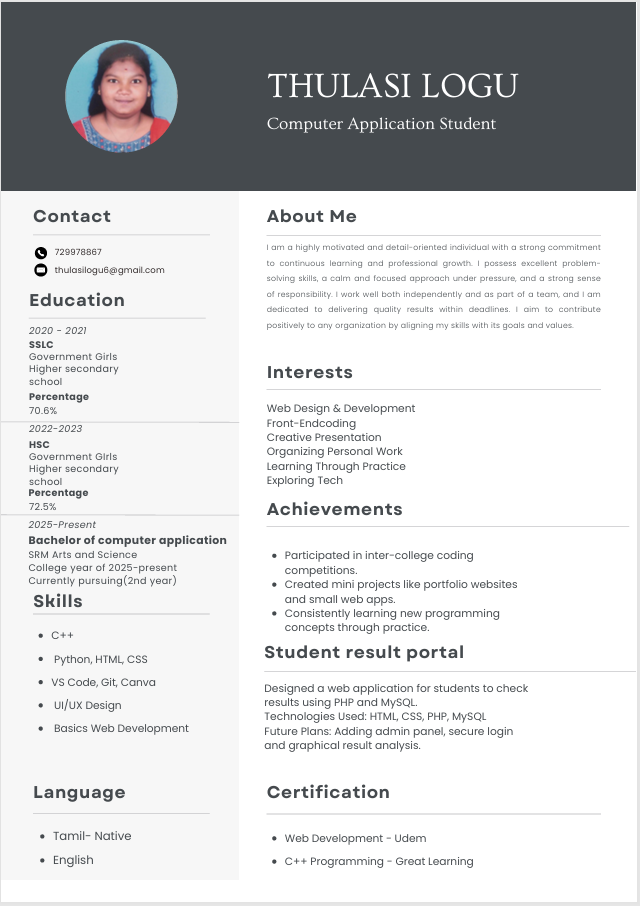 THULASI LOGU
Computer Application Student
Contact
729978867
thulasilogu6@gmail.com
Education
2020 - 2021
SSLC
Government Girls
Higher secondary
school
Percentage
70.6%
2022-2023
HSC
Government Girls
Higher secondary
school
Percentage
72.5%
2025-Present
Bachelor of computer application
SRM Arts and Science
College year of 2025-present
Currently pursuing(2nd year)
Skills
• C++
• Python, HTML, CSS
• VS Code, Git, Canva
• UI/UX Design
• Basics Web Development
Language
• Tamil- Native
• English
About Me
I am a highly motivated and detail-oriented individual with a strong commitment
to continuous learning and professional growth. I possess excellent problem-
solving skills, a calm and focused approach under pressure, and a strong sense
of responsibility. I work well both independently and as part of a team, and I am
dedicated to delivering quality results within deadlines. I aim to contribute
positively to any organization by aligning my skills with its goals and values.
Interests
Web Design & Development
Front-Endcoding
Creative Presentation
Organizing Personal Work
Learning Through Practice
Exploring Tech
Achievements
• Participated in inter-college coding
competitions.
• Created mini projects like portfolio websites
and small web apps.
• Consistently learning new programming
concepts through practice.
Student result portal
Designed a web application for students to check
results using PHP and MySQL.
Technologies Used: HTML, CSS, PHP, MySQL
Future Plans: Adding admin panel, secure login
and graphical result analysis.
Certification
• Web Development - Udem
• C++ Programming - Great Learning